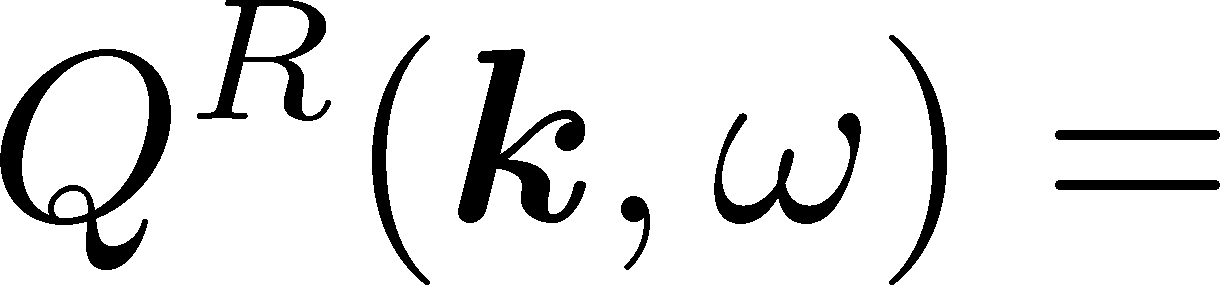 Q^R(𝒌, ω) =